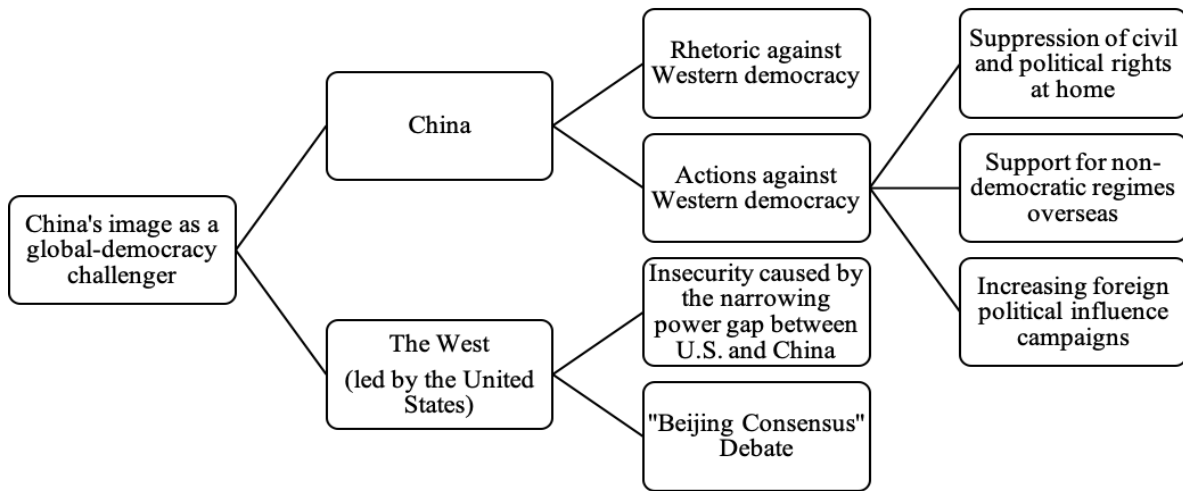 China's image as a
global-democracy
challenger
China
The West
(led by the United
States)
Rhetoric against
Western democracy
Actions against
Western democracy
Insecurity caused by
the narrowing
power gap between
U.S. and China
"Beijing Consensus"
Debate
Suppression of civil
and political rights
at home
Support for non-
democratic regimes
overseas
Increasing foreign
political influence
campaigns